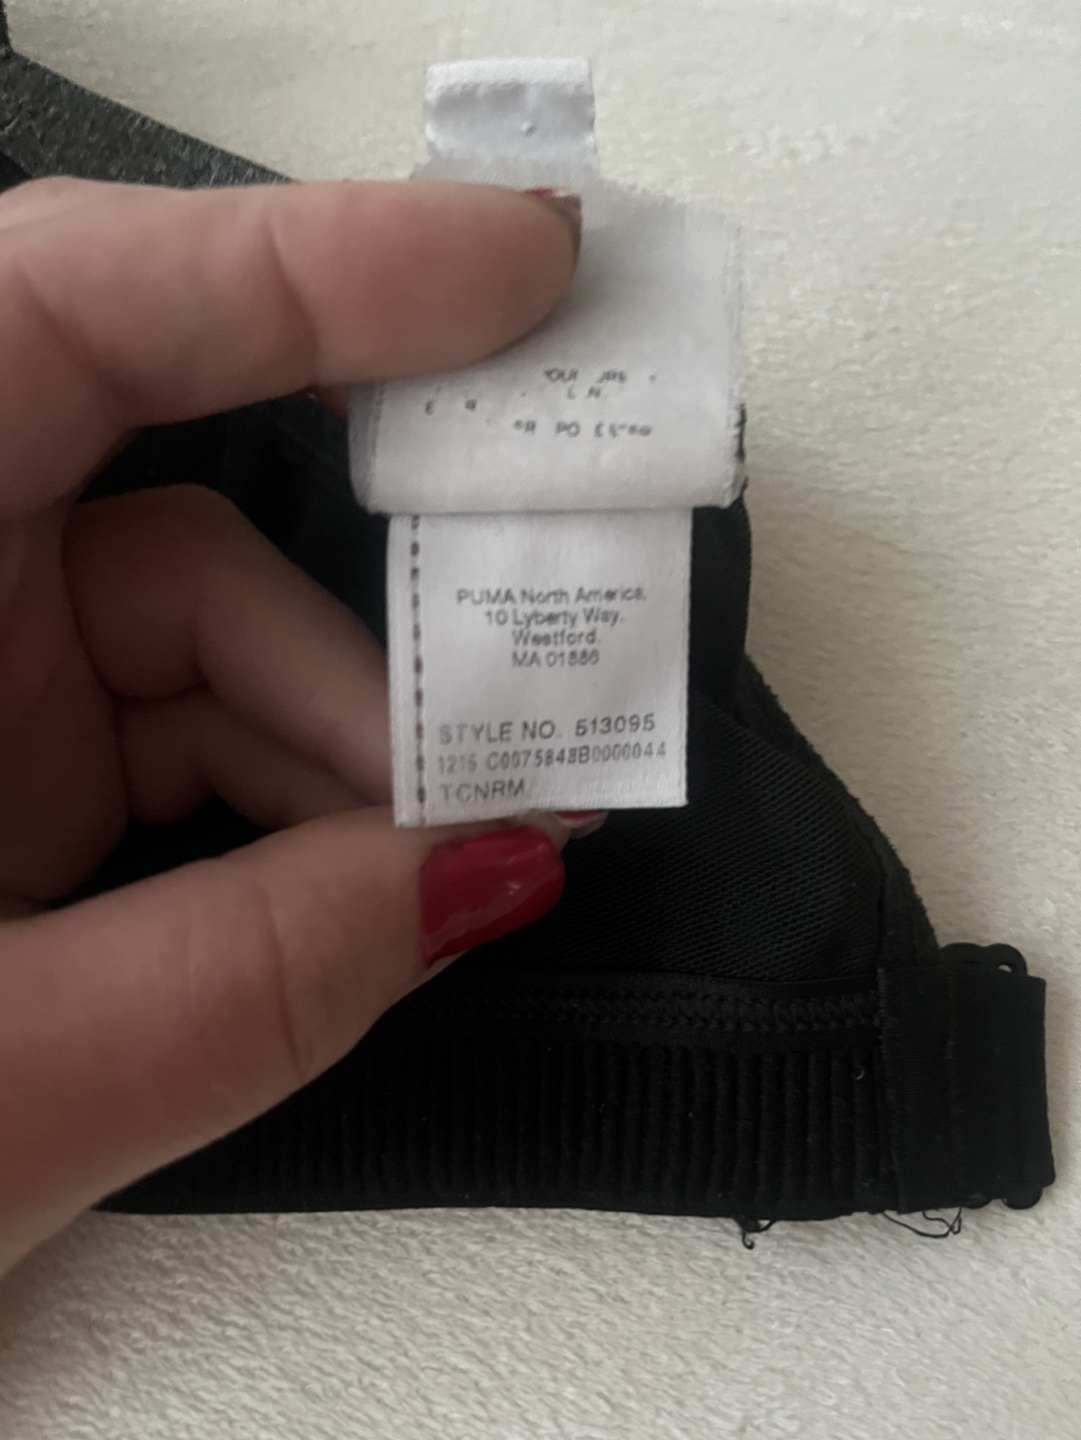 PUMA North America,
10 Lyberty Way,
Westford,
MA 01886
STYLE NO. 513095
1215 C0075848B0000044
TCNRM